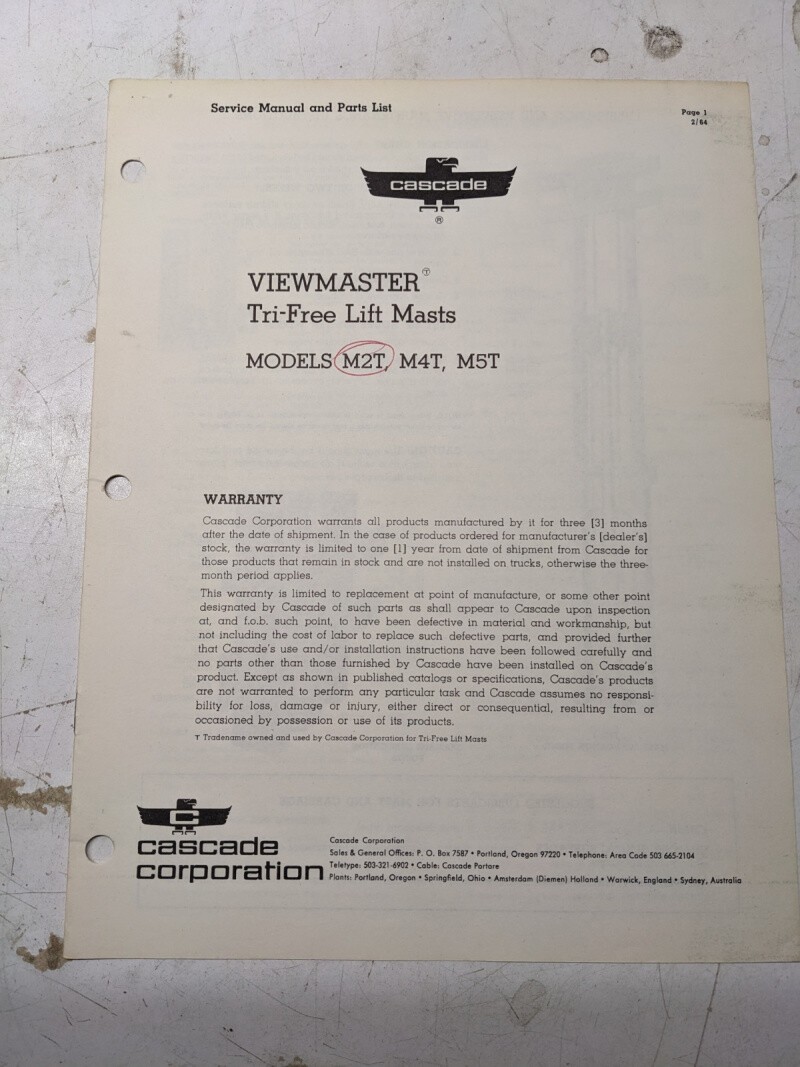 Service Manual and Parts List
Page 1
2/64
cascade
®
VIEWMASTER Ⓣ
Tri-Free Lift Masts
MODELS M2T, M4T, M5T
WARRANTY
Cascade Corporation warrants all products manufactured by it for three [3] months
after the date of shipment. In the case of products ordered for manufacturer's [dealer's]
stock, the warranty is limited to one [1] year from date of shipment from Cascade for
those products that remain in stock and are not installed on trucks, otherwise the three-
month period applies.
This warranty is limited to replacement at point of manufacture, or some other point
designated by Cascade of such parts as shall appear to Cascade upon inspection
at, and f.o.b. such point, to have been defective in material and workmanship, but
not including the cost of labor to replace such defective parts, and provided further
that Cascade's use and/or installation instructions have been followed carefully and
no parts other than those furnished by Cascade have been installed on Cascade's
product. Except as shown in published catalogs or specifications, Cascade's products
are not warranted to perform any particular task and Cascade assumes no responsi-
bility for loss, damage or injury, either direct or consequential, resulting from or
occasioned by possession or use of its products.
T Tradename owned and used by Cascade Corporation for Tri-Free Lift Masts
C
cascade
corporation
Cascade Corporation
Sales & General Offices: P. O. Box 7587 • Portland, Oregon 97220 • Telephone: Area Code 503 665-2104
Teletype: 503-321-6902 • Cable: Cascade Portore
Plants: Portland, Oregon • Springfield, Ohio • Amsterdam (Diemen) Holland • Warwick, England • Sydney, Australia